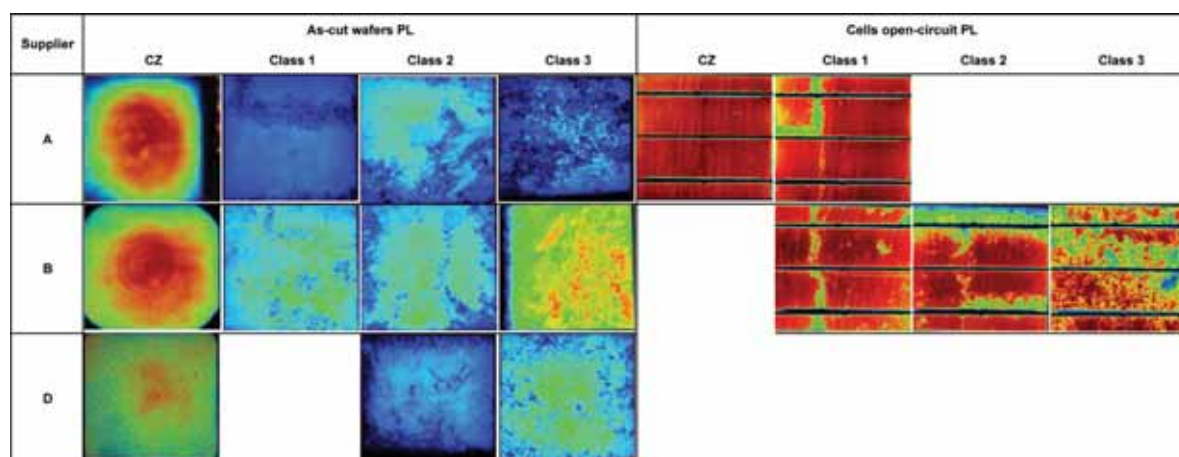 Supplier
As-cut wafers PL
Cells open-circuit PL
CZ Class 1 Class 2 Class 3 CZ Class 1 Class 2 Class 3
A
B
D